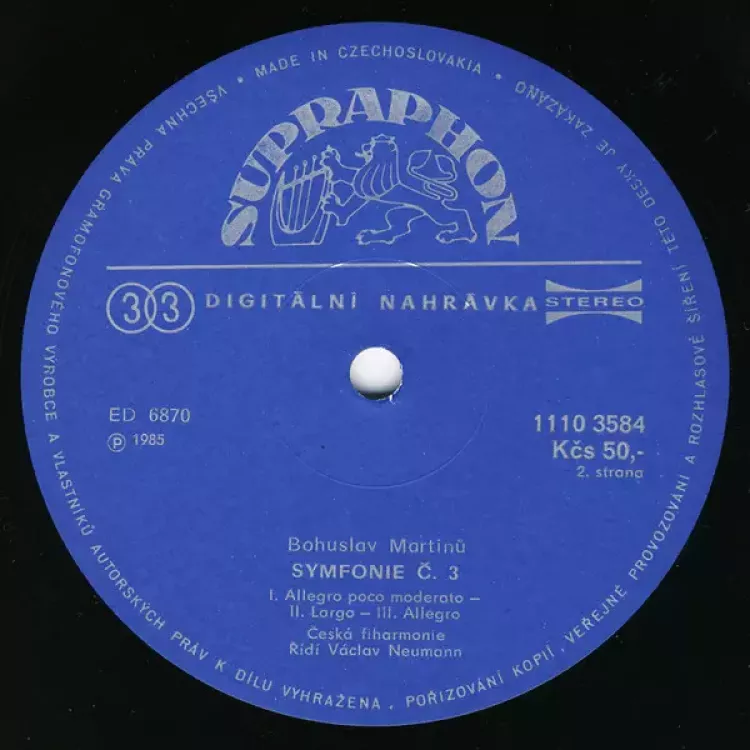 • MADE IN CZECHOSLOVAKIA •
SUPRAPHON
33 DIGITÁLNÍ NAHRÁVKA STEREO
ED 6870
Ⓟ 1985
1110 3584
Kčs 50,-
2. strana
Bohuslav Martinů
SYMFONIE Č. 3
I. Allegro poco moderato –
II. Largo – III. Allegro
Česká fiharmonie
Řídí Václav Neumann
VŠECHNA PRÁVA GRAMOFONOVÉHO VÝROBCE A VLASTNÍKŮ AUTORSKÝCH PRÁV K DÍLU VYHRAŽENA. POŘIZOVÁNÍ KOPIÍ, VEŘEJNÉ PROVOZOVÁNÍ A ROZHLASOVÉ ŠÍŘENÍ TÉTO DESKY JE ZAKÁZÁNO